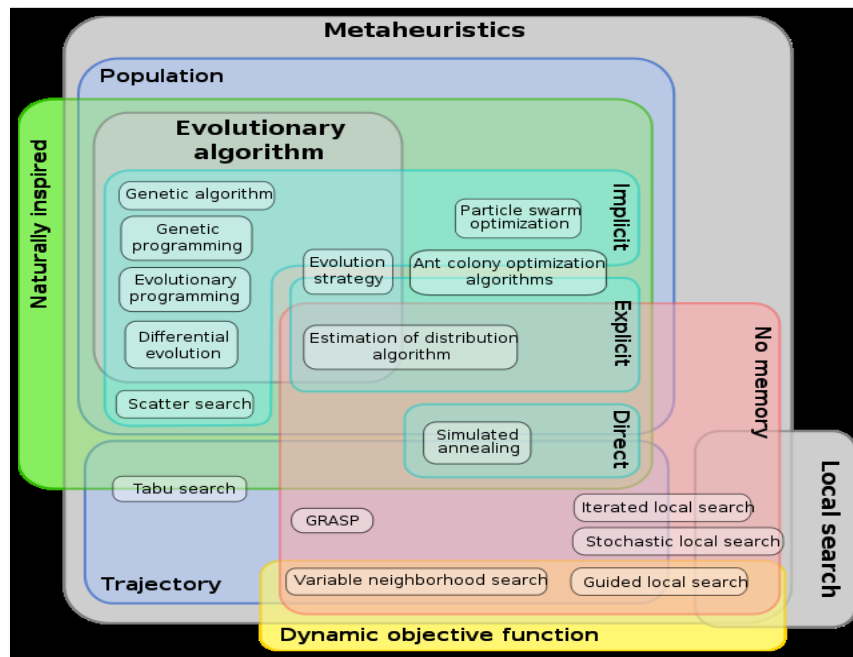 Metaheuristics
Population
Naturally inspired
Evolutionary
algorithm
Genetic algorithm
Genetic
programming
Evolutionary
programming
Differential
evolution
Scatter search
Evolution
strategy
Particle swarm
optimization
Ant colony optimization
algorithms
Implicit
Explicit
Estimation of distribution
algorithm
No memory
Simulated
annealing
Direct
Local search
Tabu search
GRASP
Iterated local search
Stochastic local search
Trajectory
Variable neighborhood search
Guided local search
Dynamic objective function